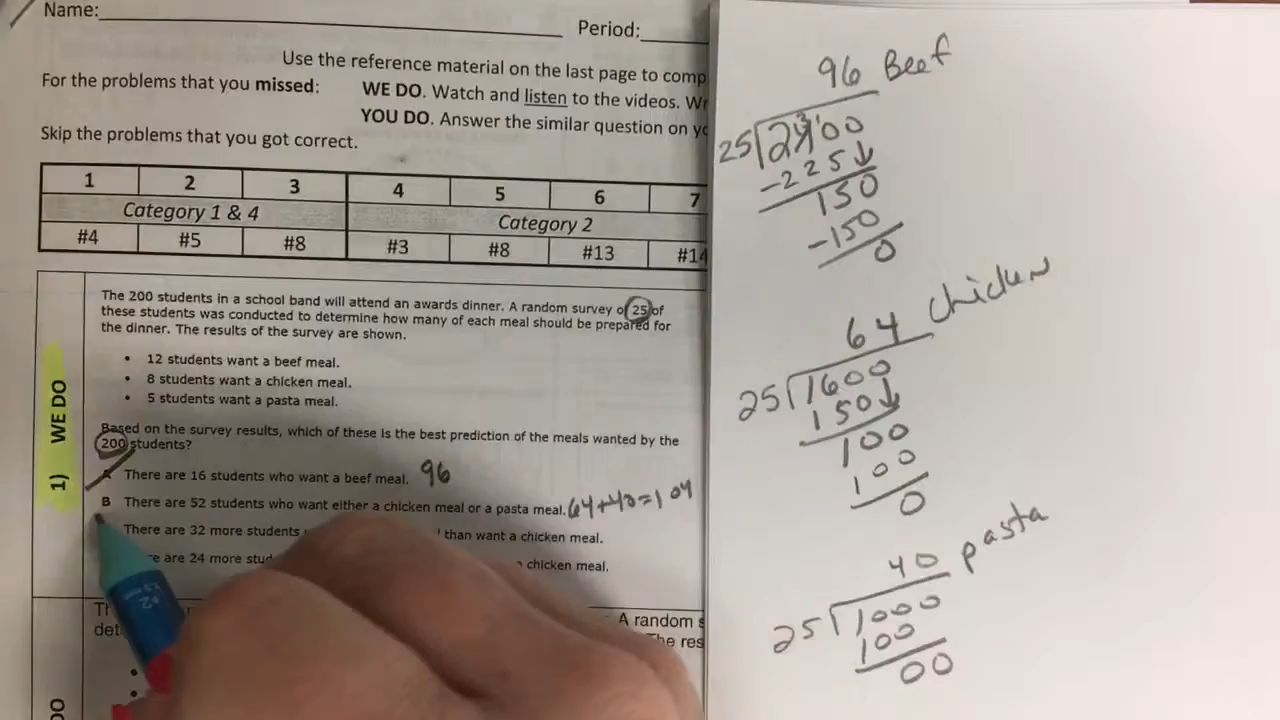 Name:
Period:
Use the reference material on the last page to comp
For the problems that you missed:
WE DO. Watch and listen to the videos. Wr
YOU DO. Answer the similar question on yo
Skip the problems that you got correct.
1 2 3 4 5 6 7
Category 1 & 4 Category 2
#4 #5 #8 #3 #8 #13 #14
1) WE DO
The 200 students in a school band will attend an awards dinner. A random survey of 25 of
these students was conducted to determine how many of each meal should be prepared for
the dinner. The results of the survey are shown.
• 12 students want a beef meal.
• 8 students want a chicken meal.
• 5 students want a pasta meal.
Based on the survey results, which of these is the best prediction of the meals wanted by the
200 students?
A There are 16 students who want a beef meal. 96
B There are 52 students who want either a chicken meal or a pasta meal. 64+40=104
There are 32 more students than want a chicken meal.
are 24 more chicken meal.
A random s
The res
96 Beef
25 2400
-225
150
-150
0
64 chicken
25 1600
150
100
100
0
40 pasta
25 1000
100
00